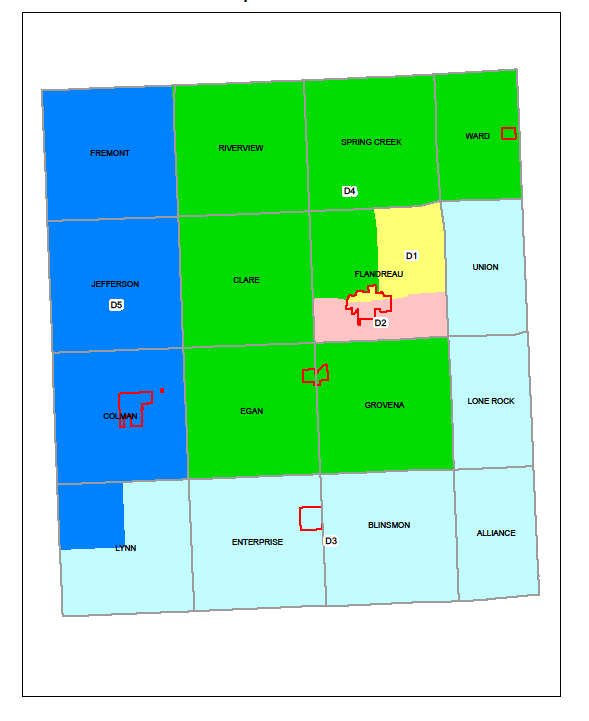 WARD
SPRING CREEK
RIVERVIEW
FREMONT
D4
D1
UNION
FLANDREAU
CLARE
JEFFERSON
D5
D2
LONE ROCK
GROVENA
EGAN
COLMAN
BLINSMON
ALLIANCE
D3
ENTERPRISE
LYNN